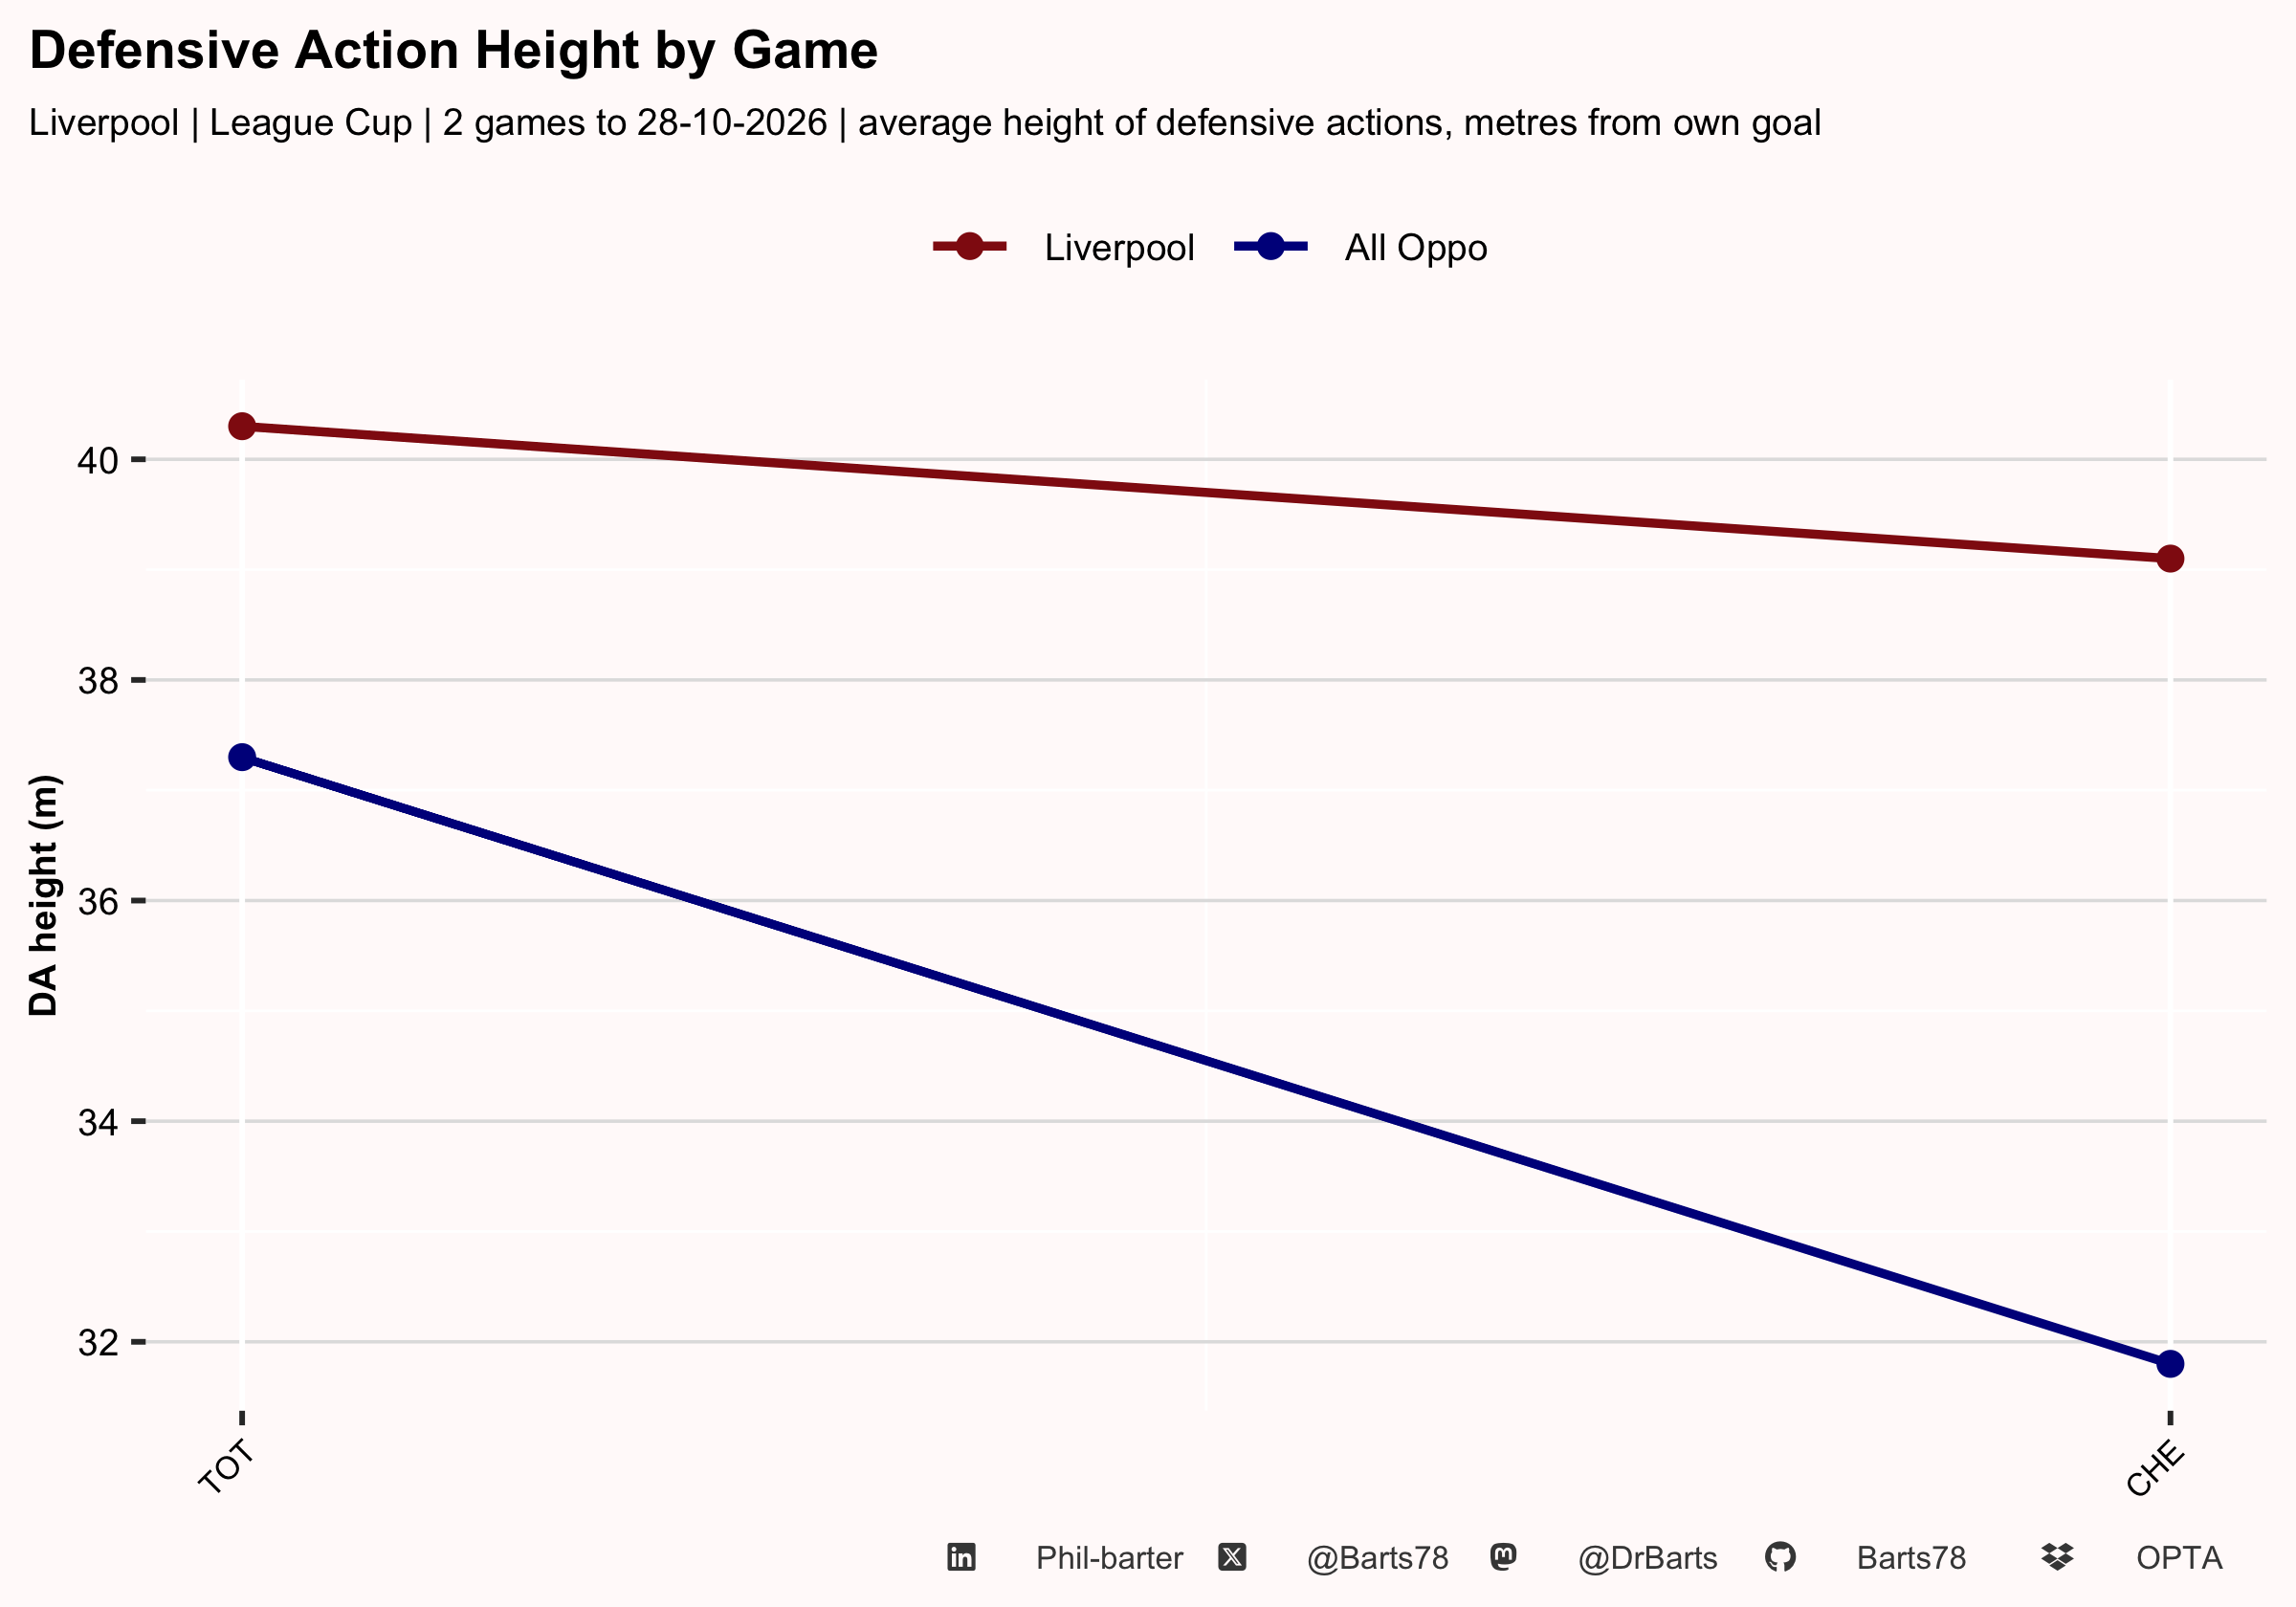 Defensive Action Height by Game
Liverpool | League Cup | 2 games to 28-10-2026 | average height of defensive actions, metres from own goal
Liverpool All Oppo
40
38
36
34
32
DA height (m)
TOT CHE
Phil-barter @Barts78 @DrBarts Barts78 OPTA